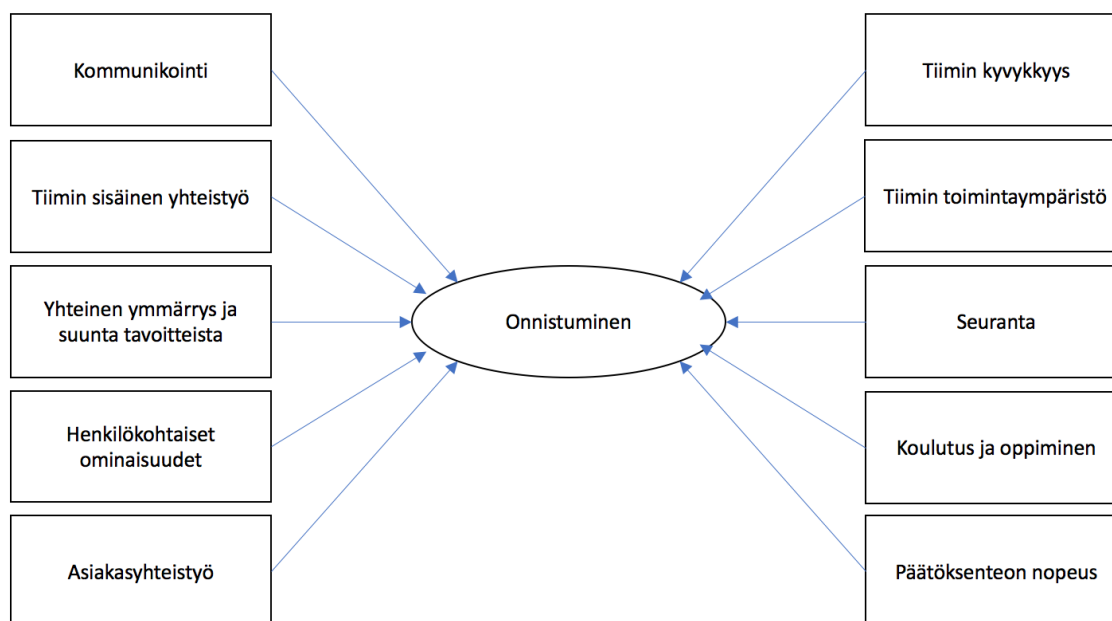 Kommunikointi
Tiimin sisäinen yhteistyö
Yhteinen ymmärrys ja
suunta tavoitteista
Henkilökohtaiset
ominaisuudet
Asiakasyhteistyö
Onnistuminen
Tiimin kyvykkyys
Tiimin toimintaympäristö
Seuranta
Koulutus ja oppiminen
Päätöksenteon nopeus